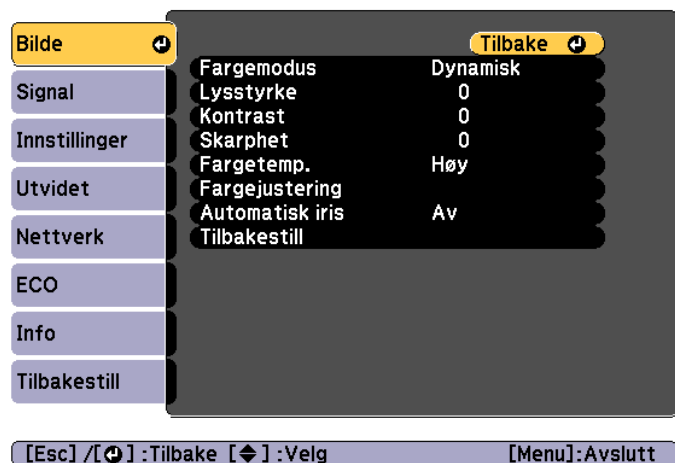 Bilde
Signal
Innstillinger
Utvidet
Nettverk
ECO
Info
Tilbakestill
Tilbake
Fargemodus Dynamisk
Lysstyrke 0
Kontrast 0
Skarphet 0
Fargetemp. Høy
Fargejustering
Automatisk iris Av
Tilbakestill
[Esc] /[ ] :Tilbake [ ] :Velg [Menu]:Avslutt